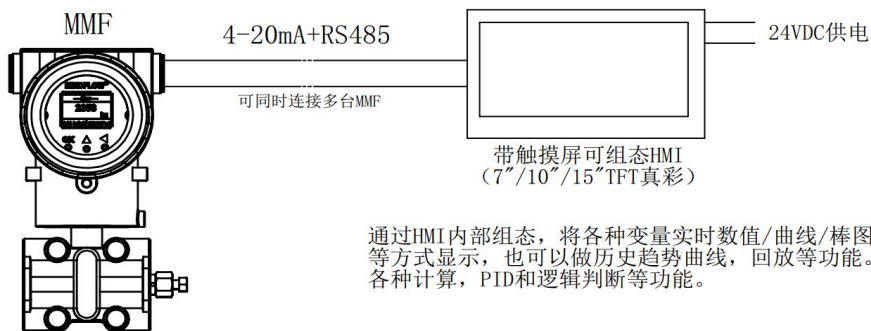 MMF
4-20mA+RS485
可同时连接多台MMF
24VDC供电
OK
带触摸屏可组态HMI
（7″/10″/15″TFT真彩）
通过HMI内部组态，将各种变量实时数值/曲线/棒图
等方式显示，也可以做历史趋势曲线，回放等功能。
各种计算，PID和逻辑判断等功能。